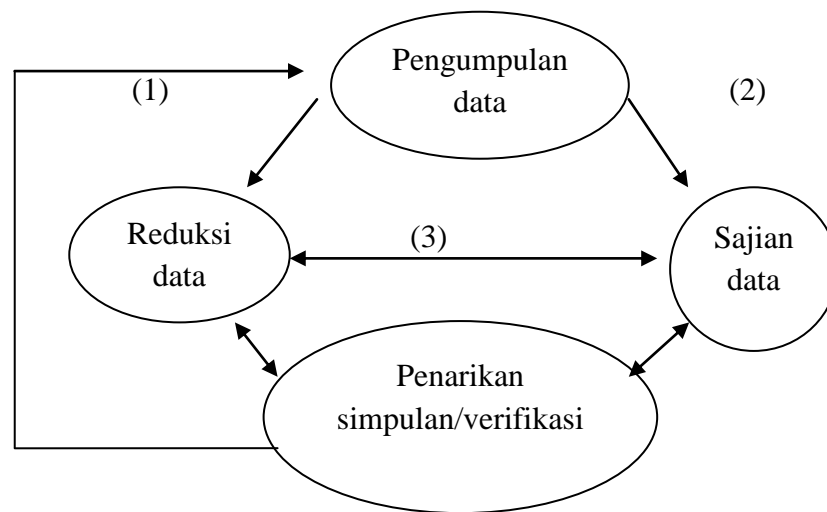 Pengumpulan
data
(1)
(2)
Reduksi
data
(3)
Sajian
data
Penarikan
simpulan/verifikasi